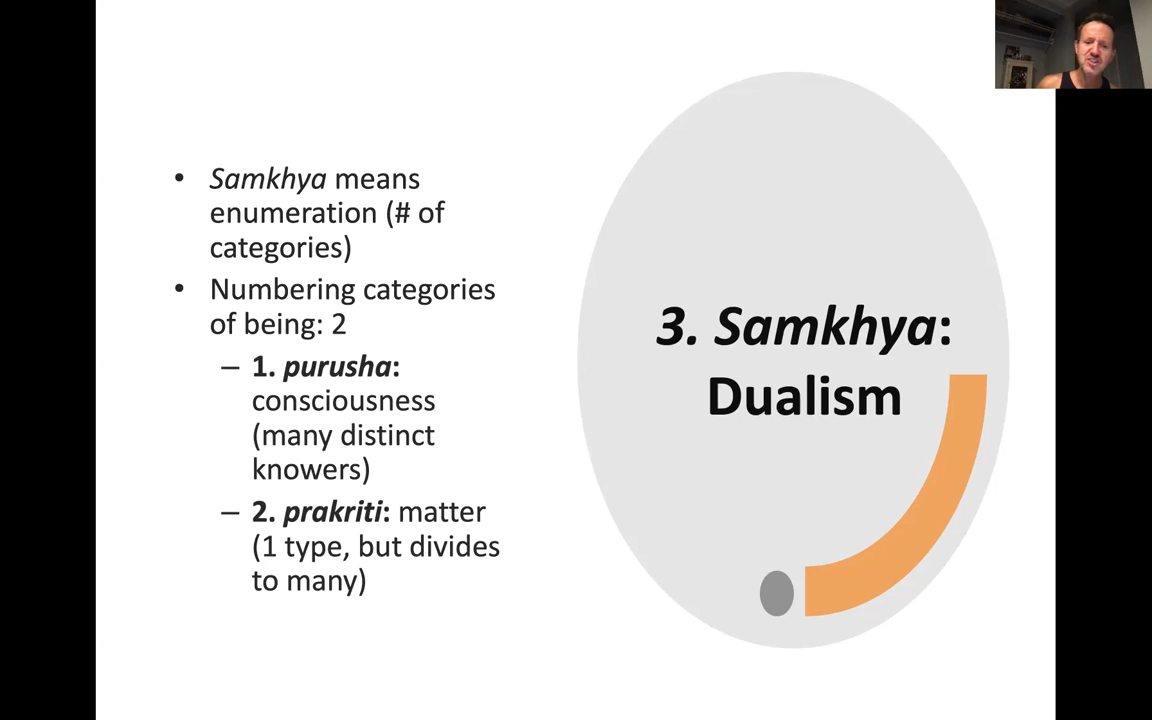 • Samkhya means
enumeration (# of
categories)
• Numbering categories
of being: 2
– 1. purusha:
consciousness
(many distinct
knowers)
– 2. prakriti: matter
(1 type, but divides
to many)
3. Samkhya:
Dualism